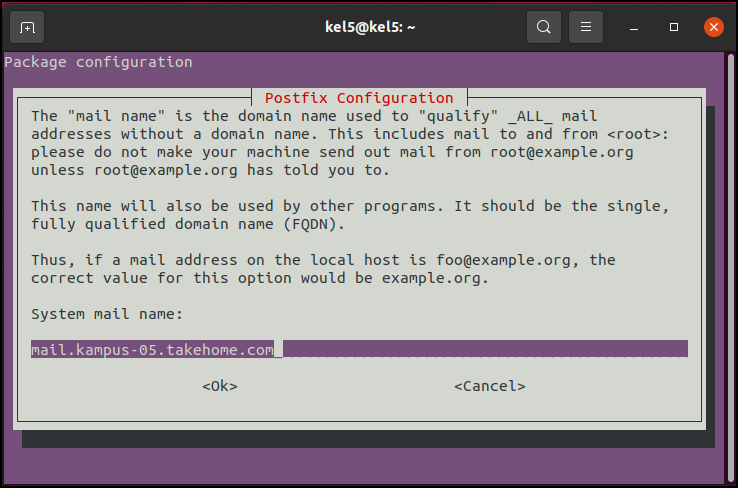 kel5@kel5: ~
Package configuration
Postfix Configuration
The "mail name" is the domain name used to "qualify" _ALL_ mail
addresses without a domain name. This includes mail to and from <root>:
please do not make your machine send out mail from root@example.org
unless root@example.org has told you to.
This name will also be used by other programs. It should be the single,
fully qualified domain name (FQDN).
Thus, if a mail address on the local host is foo@example.org, the
correct value for this option would be example.org.
System mail name:
mail.kampus-05.takehome.com
<Ok> <Cancel>